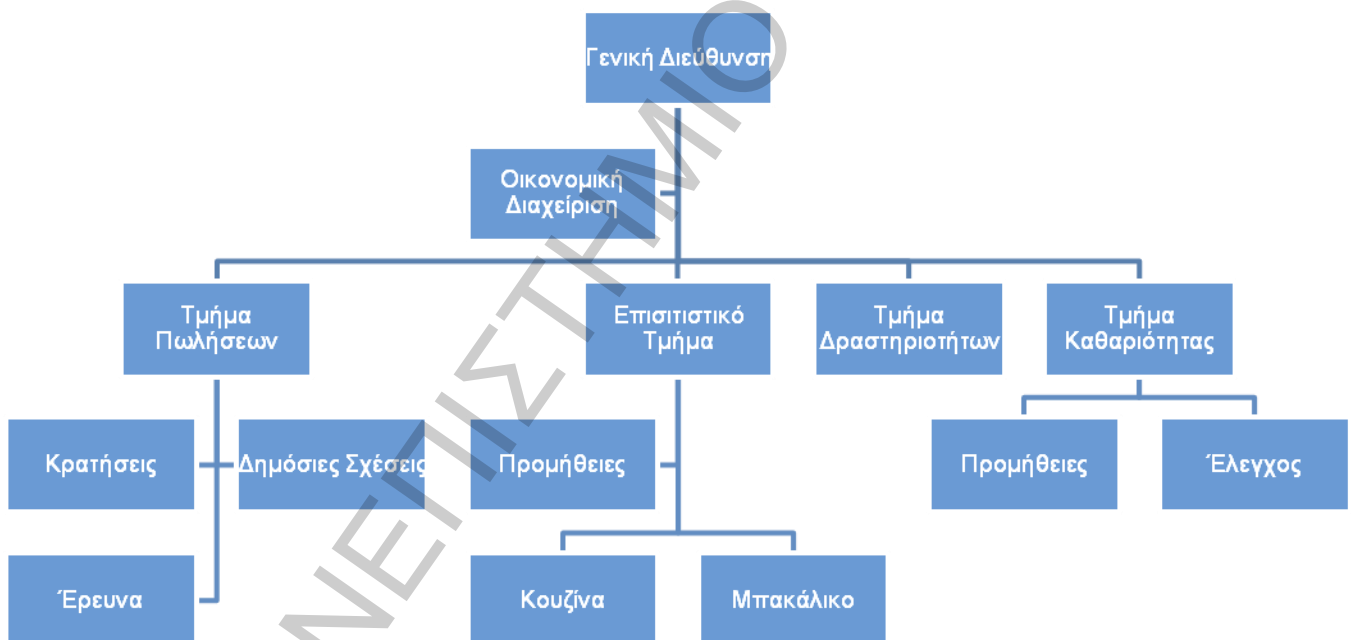 Γενική Διεύθυνση
Οικονομική
Διαχείριση
Τμήμα
Πωλήσεων
Επισιτιστικό
Τμήμα
Τμήμα
Δραστηριοτήτων
Τμήμα
Καθαριότητας
Κρατήσεις
Δημόσιες Σχέσεις
Προμήθειες
Προμήθειες
Έλεγχος
Έρευνα
Κουζίνα
Μπακάλικο
ΝΕΠΙΣΤΗΜΙΟ